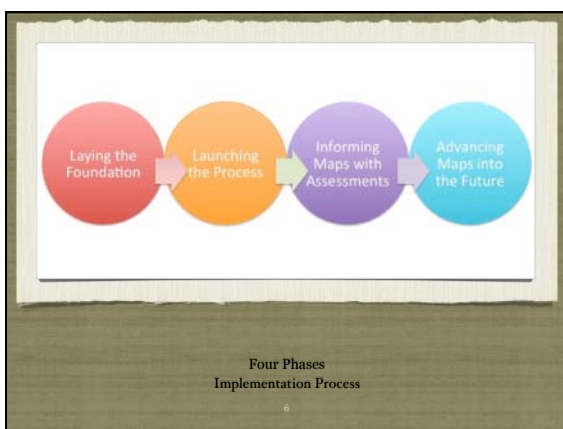 Laying the
Foundation
Launching
the Process
Informing
Maps with
Assessments
Advancing
Maps into
the Future
Four Phases
Implementation Process
6